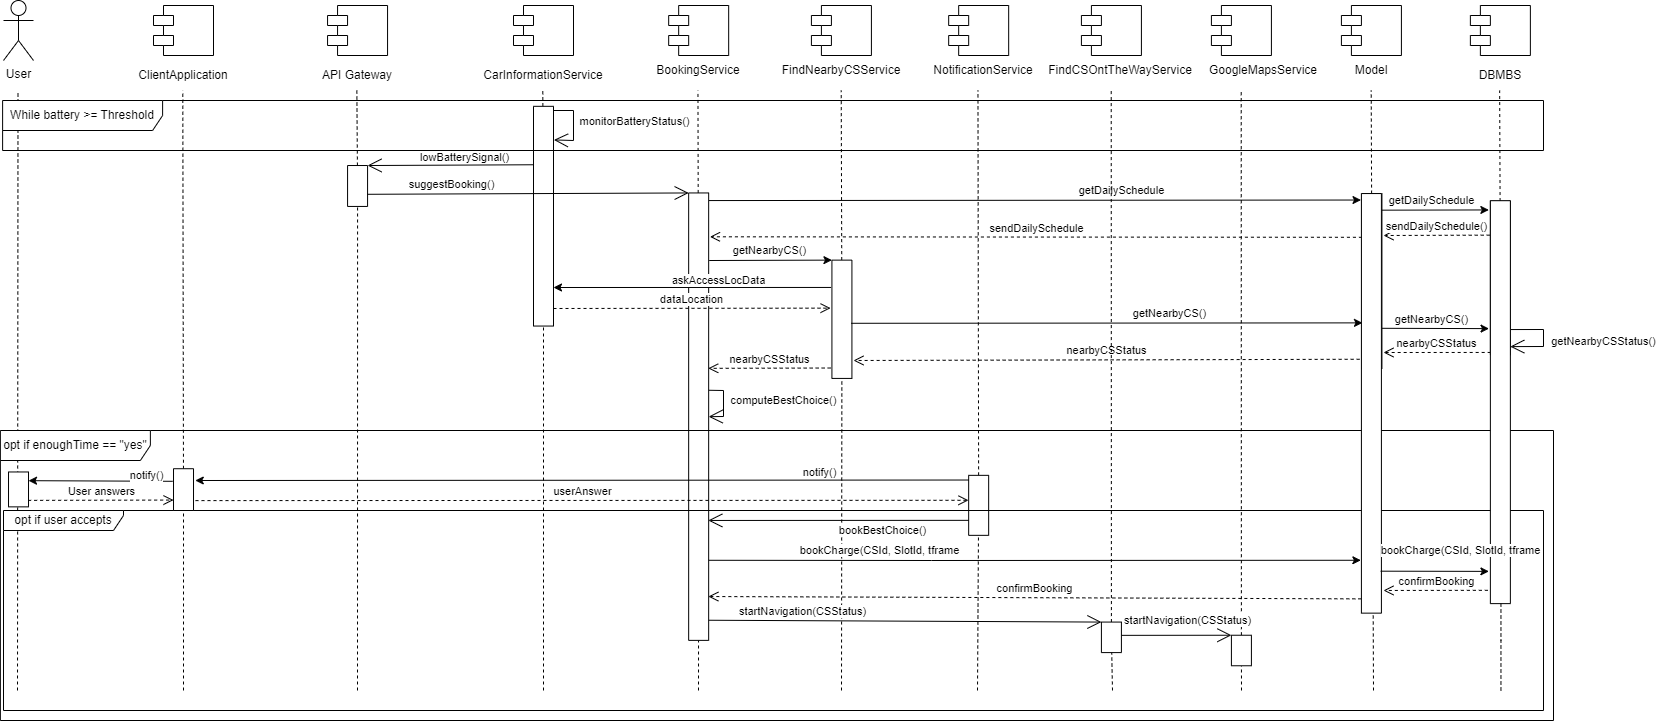 User
ClientApplication
API Gateway
CarInformationService
BookingService
FindNearbyCSService
NotificationService
FindCSOntTheWayService
GoogleMapsService
Model
DBMBS
While battery >= Threshold
monitorBatteryStatus()
lowBatterySignal()
suggestBooking()
getDailySchedule
getDailySchedule
sendDailySchedule()
sendDailySchedule
getNearbyCS()
askAccessLocData
dataLocation
getNearbyCS()
getNearbyCS()
getNearbyCSStatus()
nearbyCSStatus
nearbyCSStatus
nearbyCSStatus
computeBestChoice()
opt if enoughTime == "yes"
notify()
notify()
User answers
userAnswer
opt if user accepts
bookBestChoice()
bookCharge(CSId, SlotId, tframe
bookCharge(CSId, SlotId, tframe
confirmBooking
confirmBooking
startNavigation(CSStatus)
startNavigation(CSStatus)